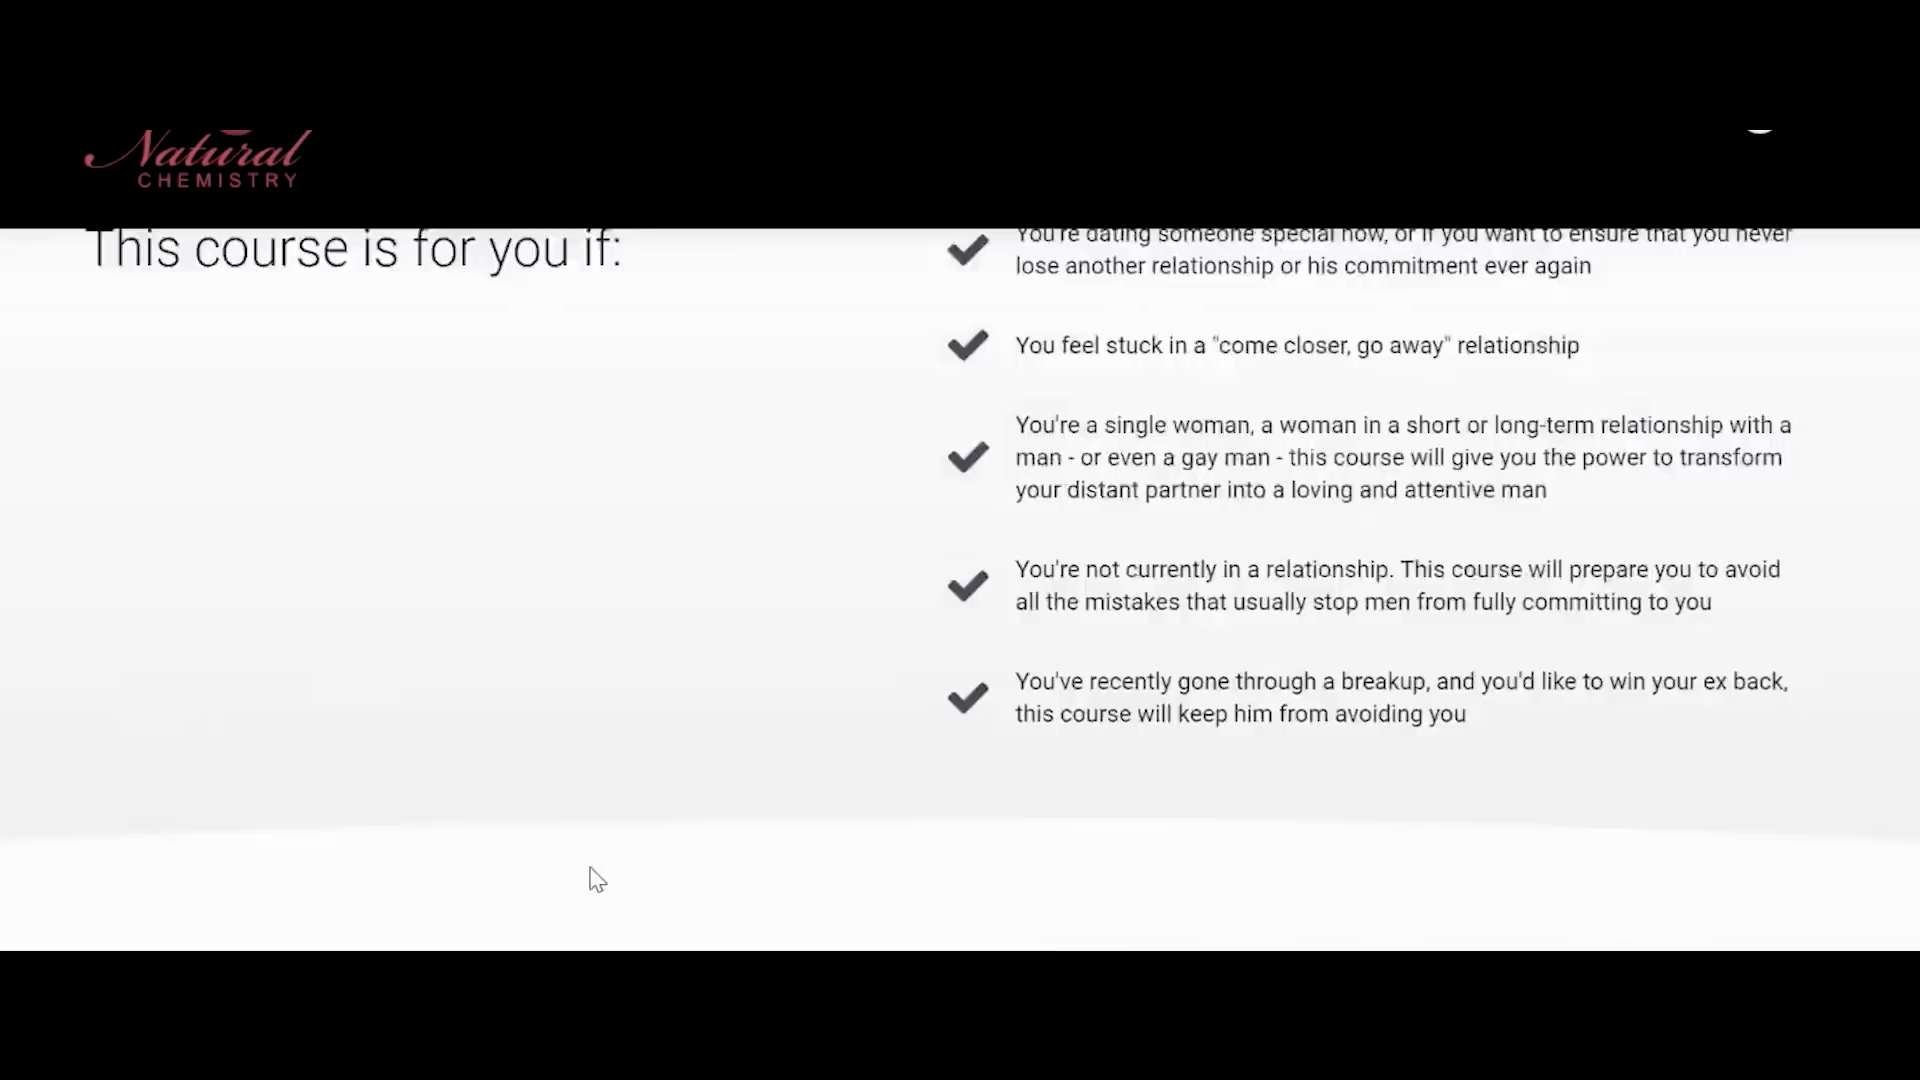 Natural
CHEMISTRY
This course is for you if:
You're dating someone special now, or if you want to ensure that you never
lose another relationship or his commitment ever again
You feel stuck in a "come closer, go away" relationship
You're a single woman, a woman in a short or long-term relationship with a
man - or even a gay man - this course will give you the power to transform
your distant partner into a loving and attentive man
You're not currently in a relationship. This course will prepare you to avoid
all the mistakes that usually stop men from fully committing to you
You've recently gone through a breakup, and you'd like to win your ex back,
this course will keep him from avoiding you